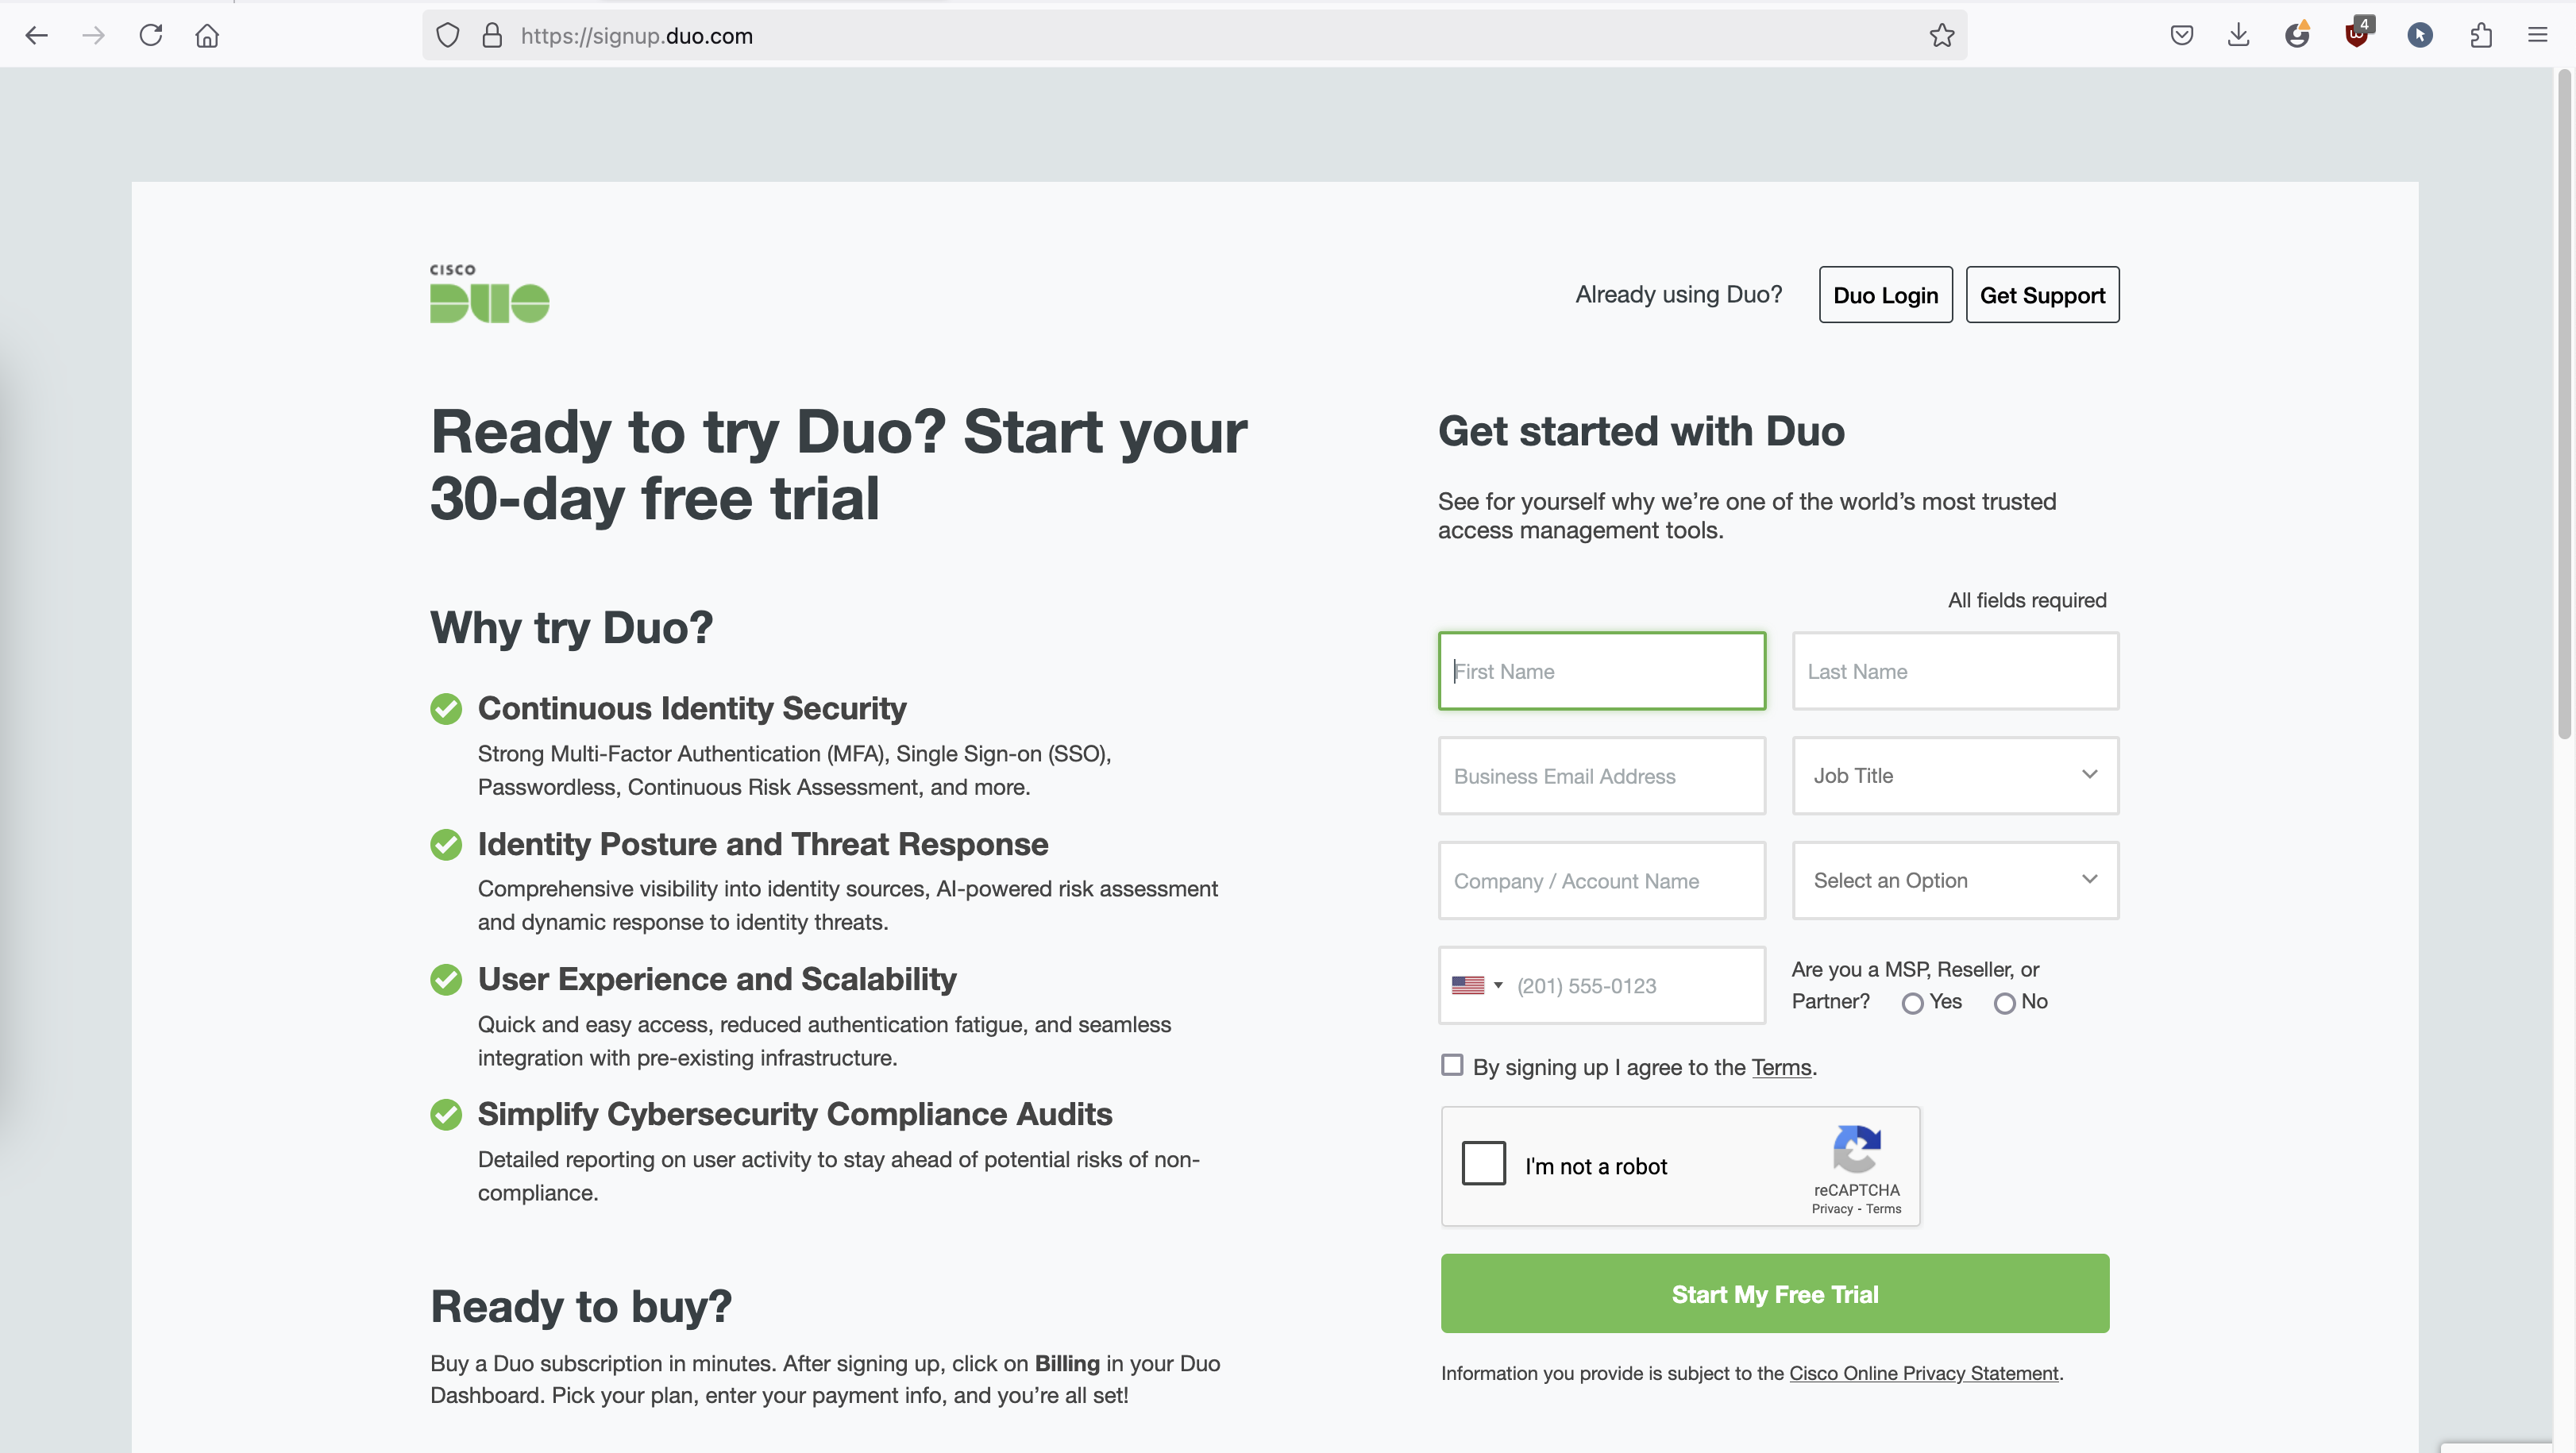 https://signup.duo.com
4
CISCO
DUO
Already using Duo?
Duo Login
Get Support
Ready to try Duo? Start your
30-day free trial
Why try Duo?
Continuous Identity Security
Strong Multi-Factor Authentication (MFA), Single Sign-on (SSO),
Passwordless, Continuous Risk Assessment, and more.
Identity Posture and Threat Response
Comprehensive visibility into identity sources, AI-powered risk assessment
and dynamic response to identity threats.
User Experience and Scalability
Quick and easy access, reduced authentication fatigue, and seamless
integration with pre-existing infrastructure.
Simplify Cybersecurity Compliance Audits
Detailed reporting on user activity to stay ahead of potential risks of non-
compliance.
Ready to buy?
Buy a Duo subscription in minutes. After signing up, click on Billing in your Duo
Dashboard. Pick your plan, enter your payment info, and you’re all set!
Get started with Duo
See for yourself why we’re one of the world’s most trusted
access management tools.
All fields required
First Name
Last Name
Business Email Address
Job Title
Company / Account Name
Select an Option
(201) 555-0123
Are you a MSP, Reseller, or
Partner? Yes No
By signing up I agree to the Terms.
I'm not a robot
reCAPTCHA
Privacy - Terms
Start My Free Trial
Information you provide is subject to the Cisco Online Privacy Statement.